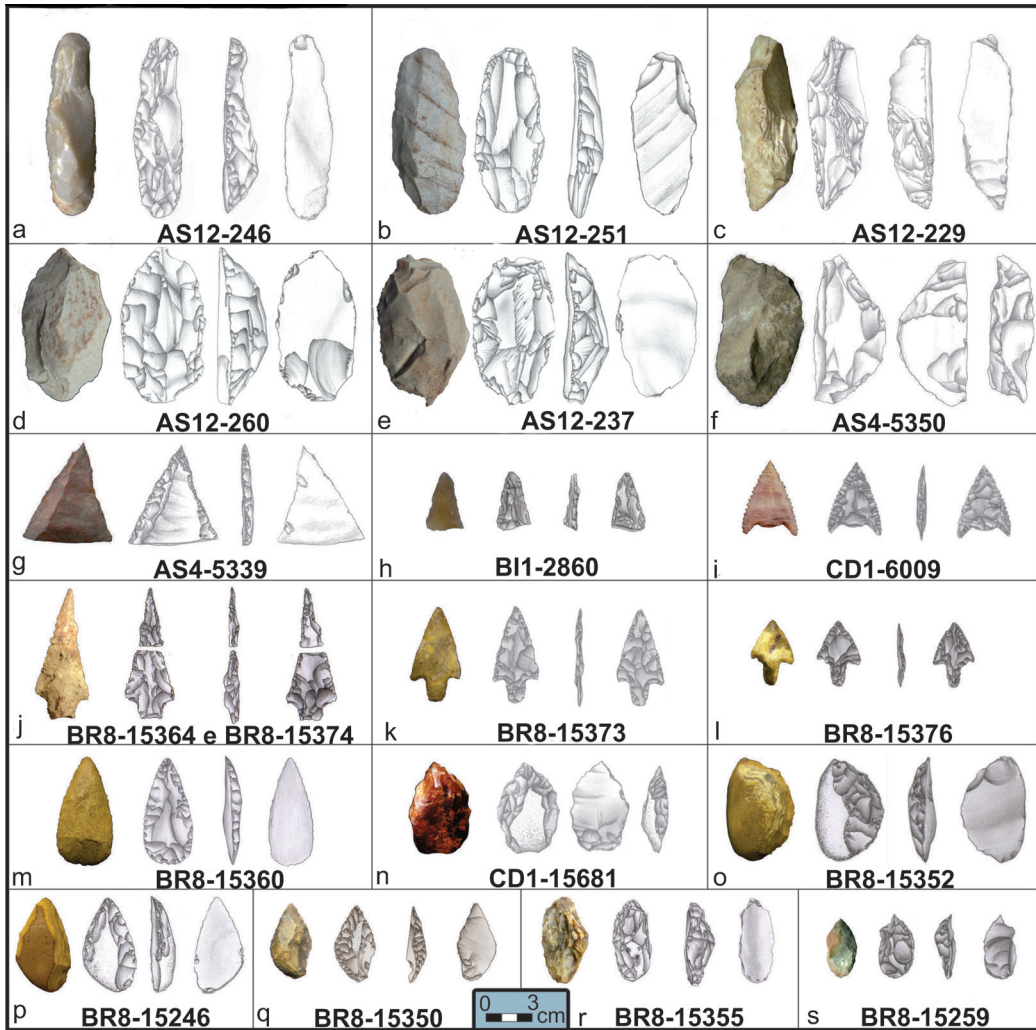 a AS12-246
b AS12-251
c AS12-229
d AS12-260
e AS12-237
f AS4-5350
g AS4-5339
h BI1-2860
i CD1-6009
j BR8-15364 e BR8-15374
k BR8-15373
l BR8-15376
m BR8-15360
n CD1-15681
o BR8-15352
p BR8-15246
q BR8-15350
0 3
cm
r BR8-15355
s BR8-15259